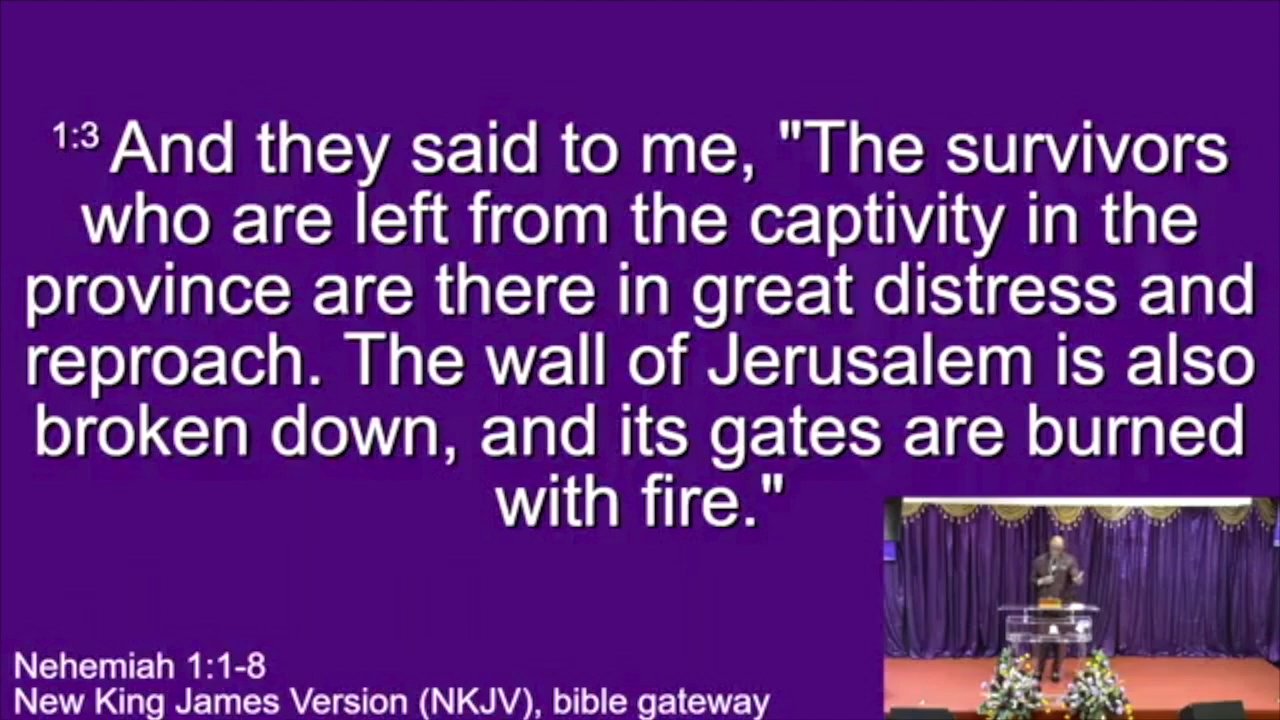 1:3 And they said to me, "The survivors
who are left from the captivity in the
province are there in great distress and
reproach. The wall of Jerusalem is also
broken down, and its gates are burned
with fire."
Nehemiah 1:1-8
New King James Version (NKJV), bible gateway